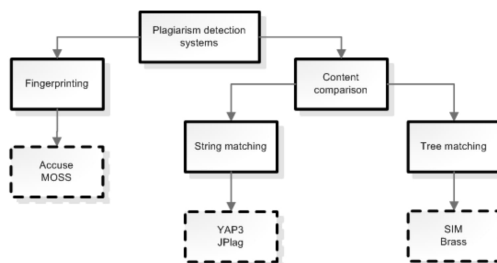 Plagiarism detection
systems
Fingerprinting
Content
comparison
Accuse
MOSS
String matching
Tree matching
YAP3
JPlag
SIM
Brass